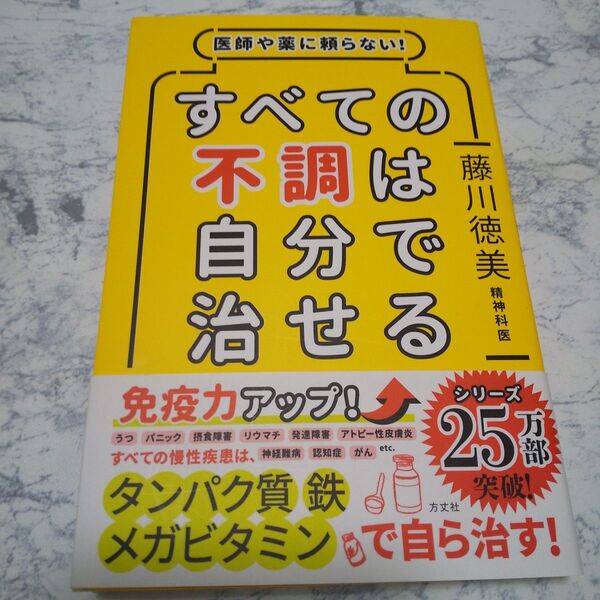 医師や薬に頼らない!
すべての
不調は
自分で
治せる
藤川徳美
精神科医
免疫力アップ!
うつ パニック 摂食障害 リウマチ 発達障害 アトピー性皮膚炎
すべての慢性疾患は、 神経難病 認知症 がん etc.
タンパク質 鉄
メガビタミン で自ら治す!
シリーズ
25万部
突破!
方丈社